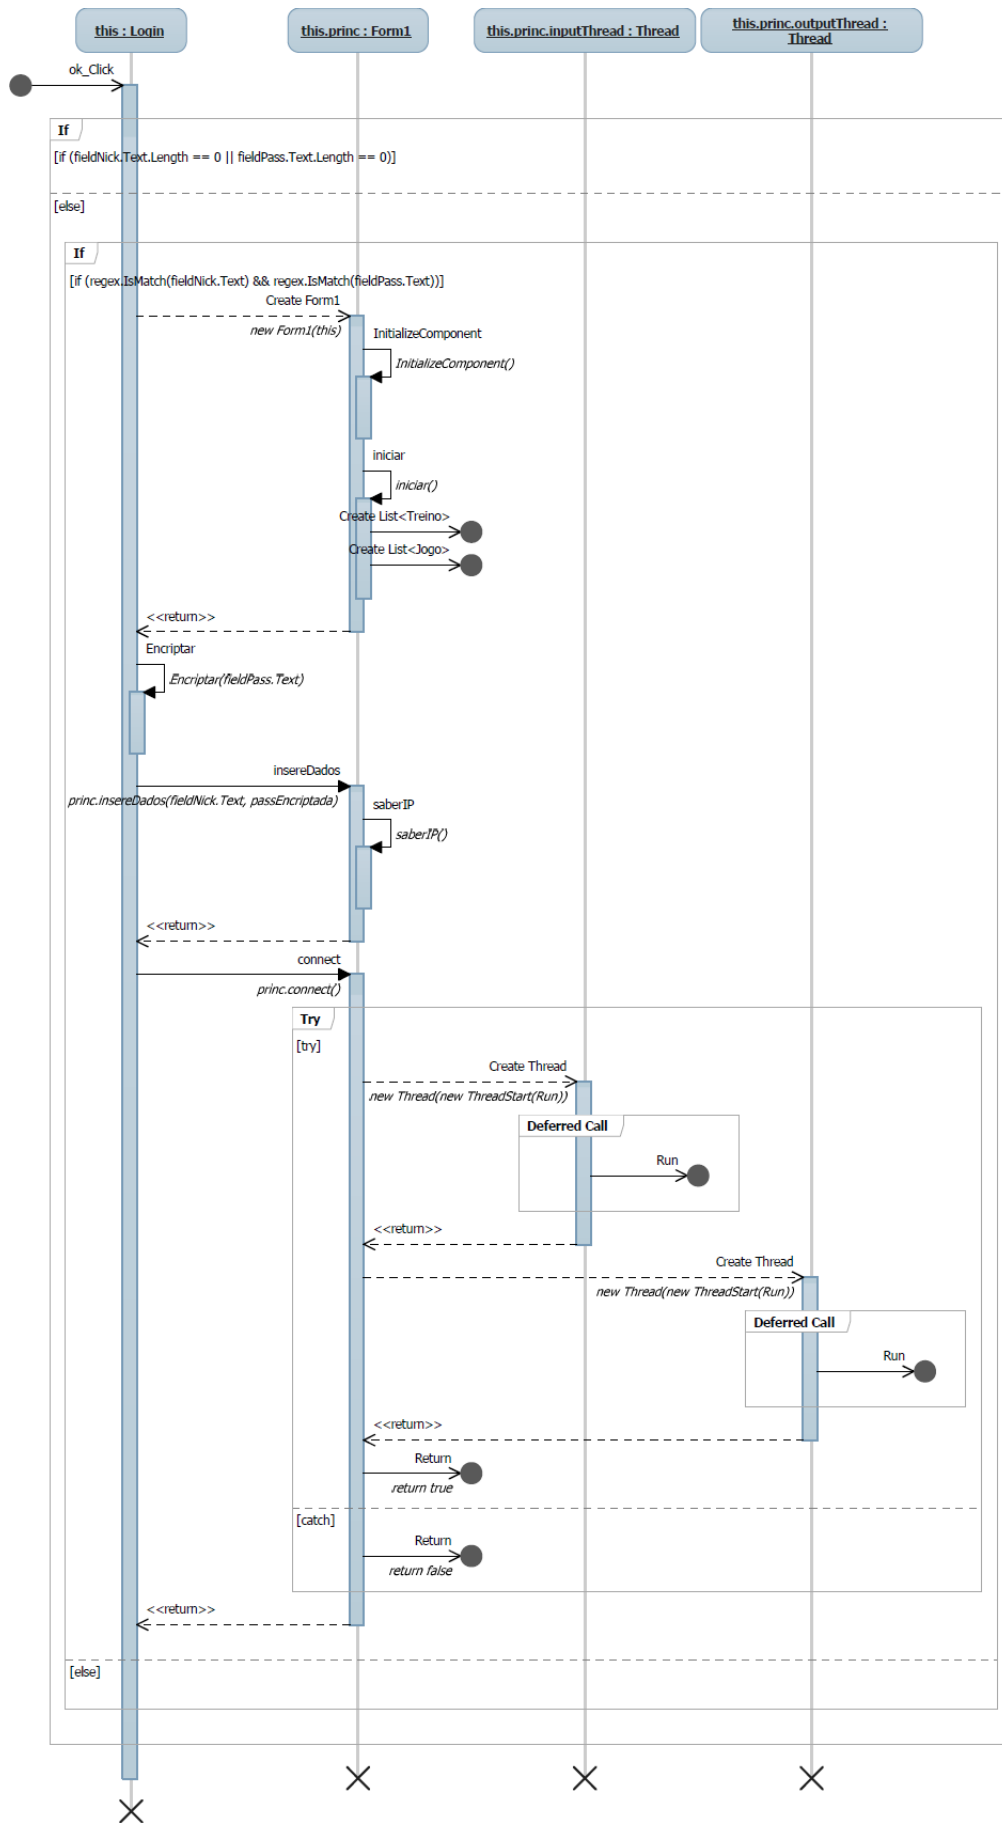 this : Login
this.princ : Form1
this.princ.inputThread : Thread
this.princ.outputThread :
Thread
ok_Click
If
[if (fieldNick.Text.Length == 0 || fieldPass.Text.Length == 0)]
[else]
If
[if (regex.IsMatch(fieldNick.Text) && regex.IsMatch(fieldPass.Text))]
Create Form1
new Form1(this)
InitializeComponent
InitializeComponent()
iniciar
iniciar()
Create List<Treino>
Create List<Jogo>
<<return>>
Encriptar
Encriptar(fieldPass.Text)
insereDados
princ.insereDados(fieldNick.Text, passEncriptada)
saberIP
saberIP()
<<return>>
connect
princ.connect()
Try
[try]
Create Thread
new Thread(new ThreadStart(Run))
Deferred Call
Run
<<return>>
Create Thread
new Thread(new ThreadStart(Run))
Deferred Call
Run
<<return>>
Return
return true
[catch]
Return
return false
<<return>>
[else]